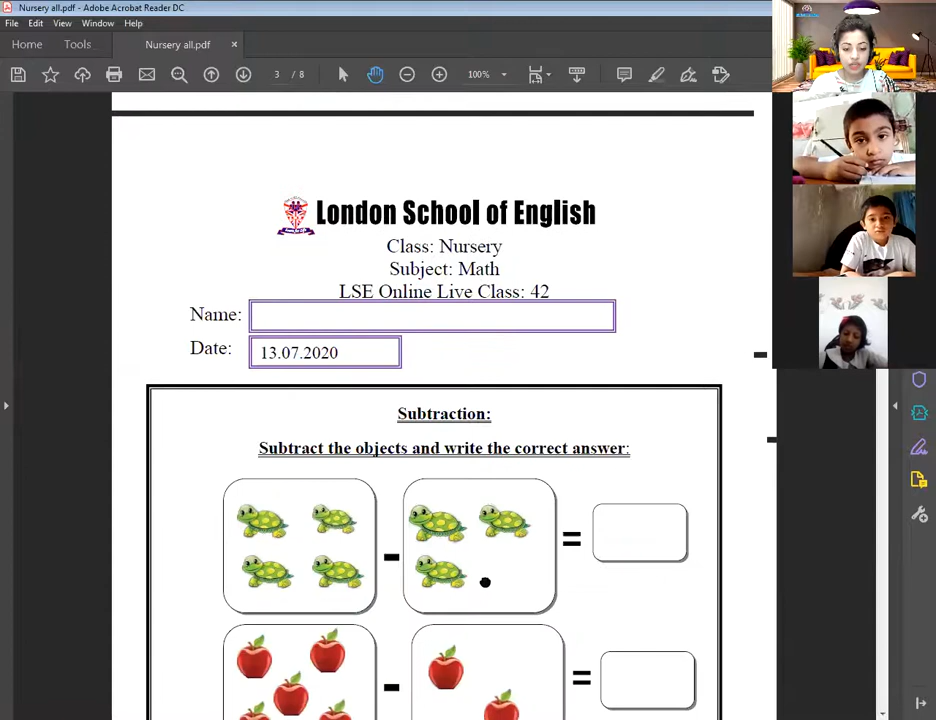 Nursery all.pdf - Adobe Acrobat Reader DC
File Edit View Window Help
Home Tools Nursery all.pdf ×
3 / 8 100%
London School of English
Class: Nursery
Subject: Math
LSE Online Live Class: 42
Name:
Date: 13.07.2020
Subtraction:
Subtract the objects and write the correct answer:
- =
- =